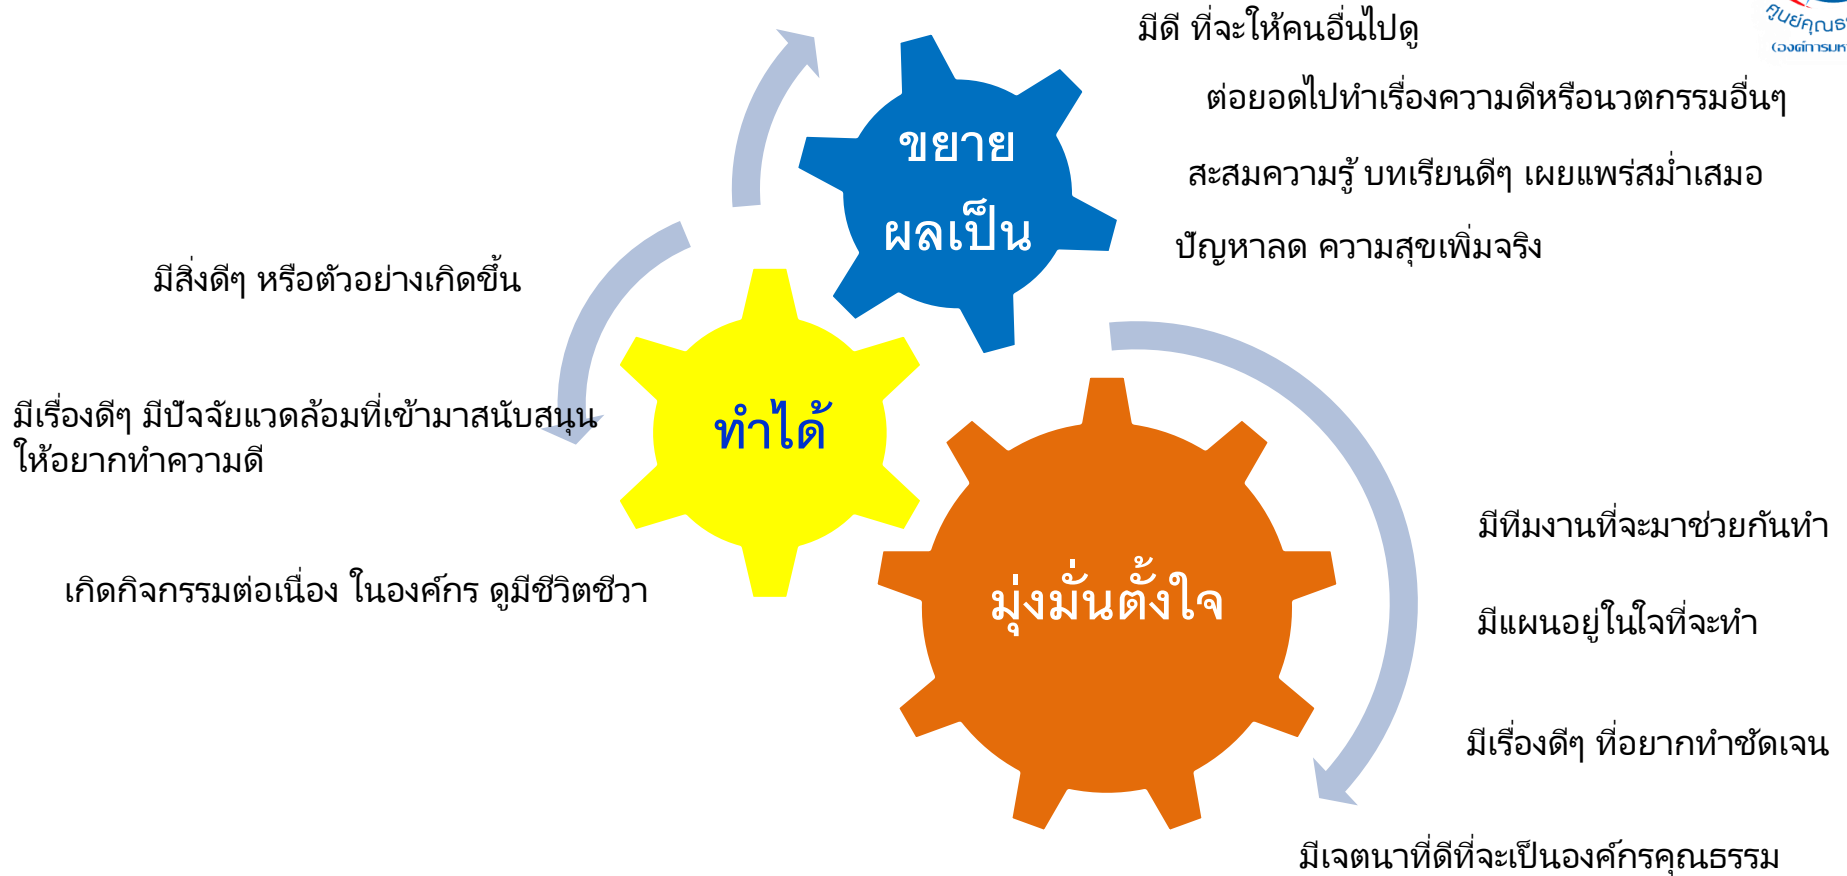 มีดี ที่จะให้คนอื่นไปดู
ต่อยอดไปทำเรื่องความดีหรือนวตกรรมอื่นๆ
สะสมความรู้ บทเรียนดีๆ เผยแพร่สม่ำเสมอ
ปัญหาลด ความสุขเพิ่มจริง
ขยาย
ผลเป็น
มีสิ่งดีๆ หรือตัวอย่างเกิดขึ้น
มีเรื่องดีๆ มีปัจจัยแวดล้อมที่เข้ามาสนับสนุน
ให้อยากทำความดี
เกิดกิจกรรมต่อเนื่อง ในองค์กร ดูมีชีวิตชีวา
ทำได้
มุ่งมั่นตั้งใจ
มีทีมงานที่จะมาช่วยกันทำ
มีแผนอยู่ในใจที่จะทำ
มีเรื่องดีๆ ที่อยากทำชัดเจน
มีเจตนาที่ดีที่จะเป็นองค์กรคุณธรรม